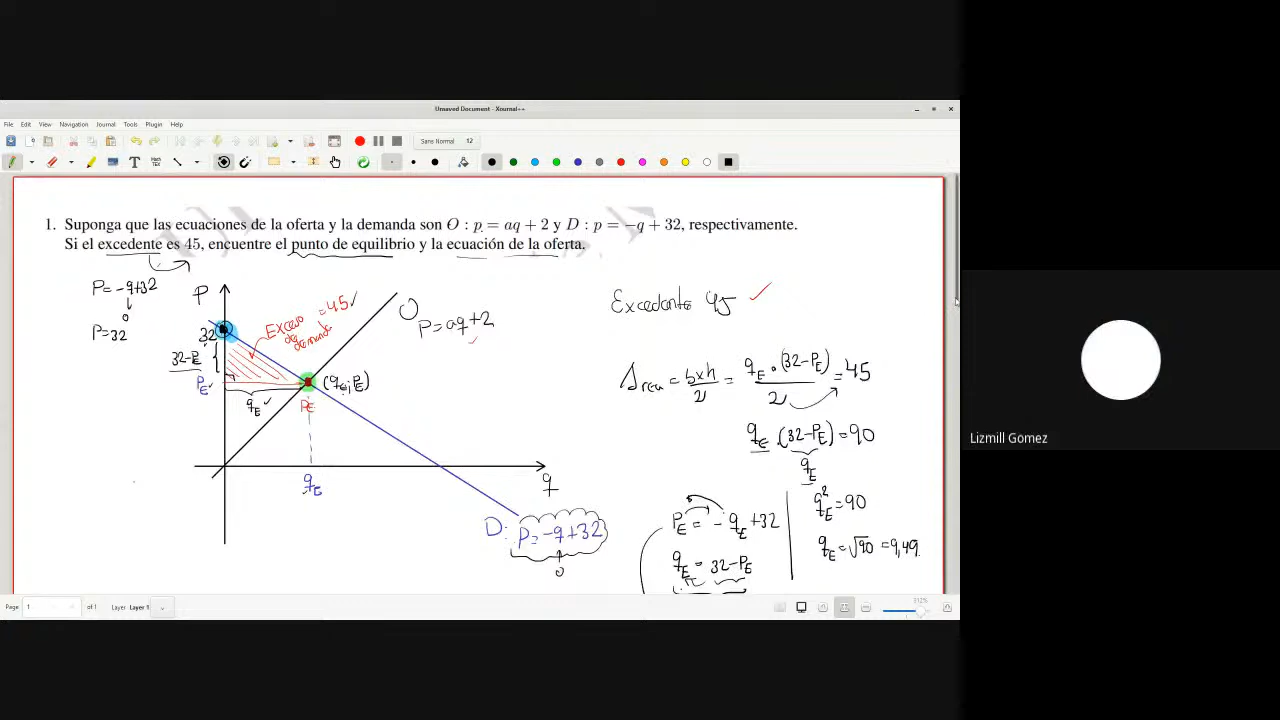 Unsaved Document - Xournal++
File Edit View Navigation Journal Tools Plugin Help
Sans Normal 12
1. Suponga que las ecuaciones de la oferta y la demanda son O : p = aq + 2 y D : p = −q + 32, respectivamente.
Si el excedente es 45, encuentre el punto de equilibrio y la ecuación de la oferta.
P = -q+32
0
P=32
P
32
32-PE
PE
qE
Exceso de demanda = 45 ✓
O
P = aq+2
(qE, PE)
PE
qE
q
D: P = -q+32
0
Excedente 45 ✓
Área = bxh/2 = qE · (32-PE)/2 = 45
qE · (32-PE) = 90
qE
PE = -qE + 32
qE = 32-PE
qE² = 90
qE = √90 = 9,49
Page 1 of 1 Layer Layer 1
312%
Lizmill Gomez